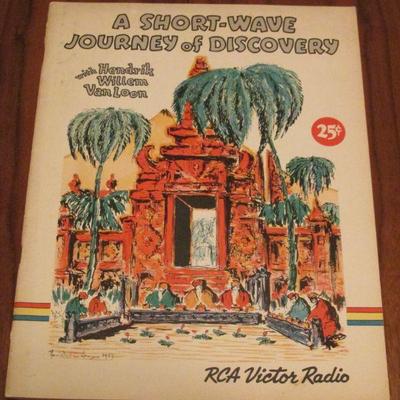 A SHORT-WAVE
JOURNEY of DISCOVERY
with Hendrik
Willem
Van Loon
25¢
RCA Victor Radio